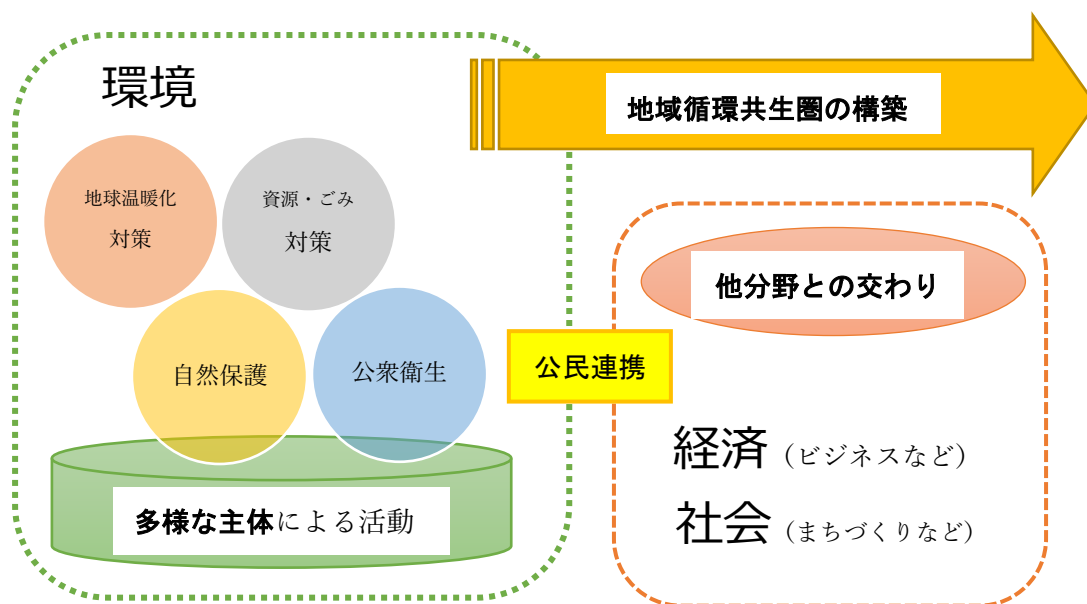 環境
地域循環共生圏の構築
地球温暖化
対策
資源・ごみ
対策
自然保護
公衆衛生
多様な主体による活動
公民連携
他分野との交わり
経済（ビジネスなど）
社会（まちづくりなど）